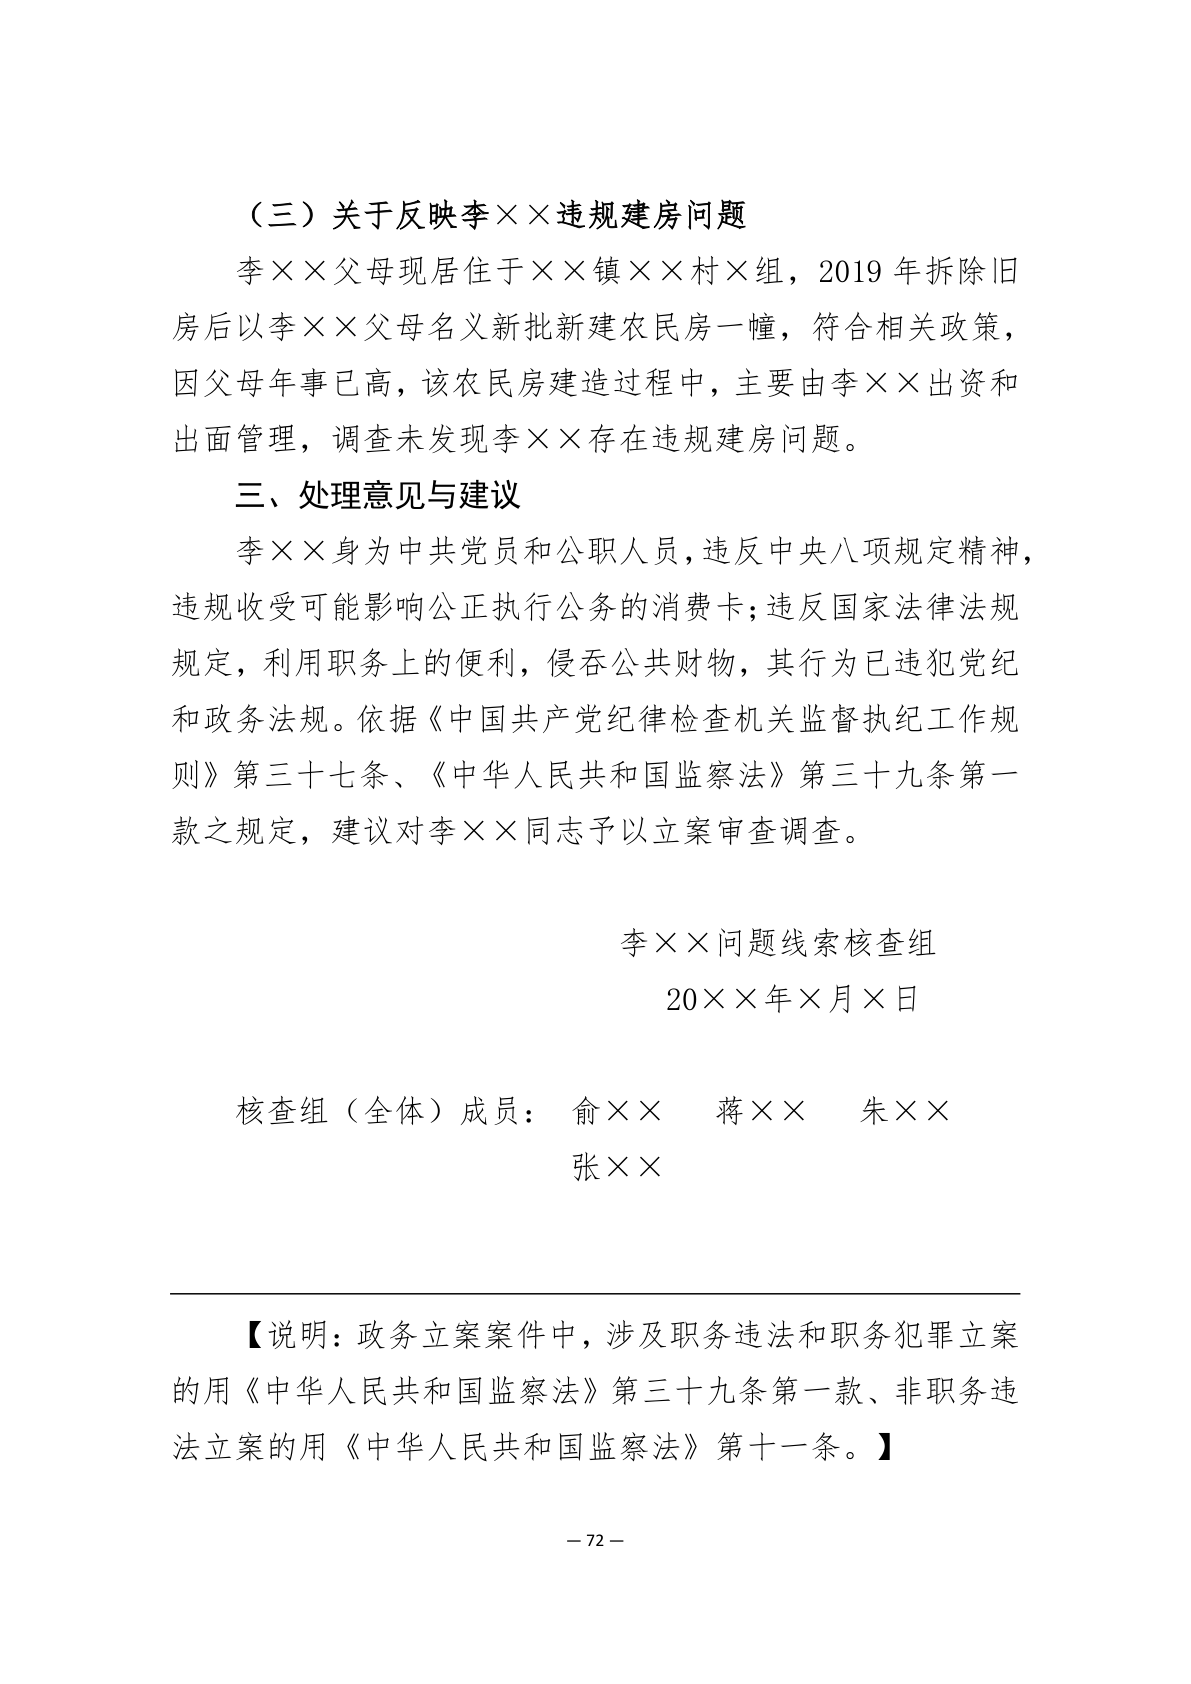 （三）关于反映李××违规建房问题
李××父母现居住于××镇××村×组，2019 年拆除旧
房后以李××父母名义新批新建农民房一幢，符合相关政策，
因父母年事已高，该农民房建造过程中，主要由李××出资和
出面管理，调查未发现李××存在违规建房问题。
三、处理意见与建议
李××身为中共党员和公职人员，违反中央八项规定精神，
违规收受可能影响公正执行公务的消费卡；违反国家法律法规
规定，利用职务上的便利，侵吞公共财物，其行为已违犯党纪
和政务法规。依据《中国共产党纪律检查机关监督执纪工作规
则》第三十七条、《中华人民共和国监察法》第三十九条第一
款之规定，建议对李××同志予以立案审查调查。
李××问题线索核查组
20××年×月×日
核查组（全体）成员： 俞×× 蒋×× 朱××
张××
【说明：政务立案案件中，涉及职务违法和职务犯罪立案
的用《中华人民共和国监察法》第三十九条第一款、非职务违
法立案的用《中华人民共和国监察法》第十一条。】
— 72 —